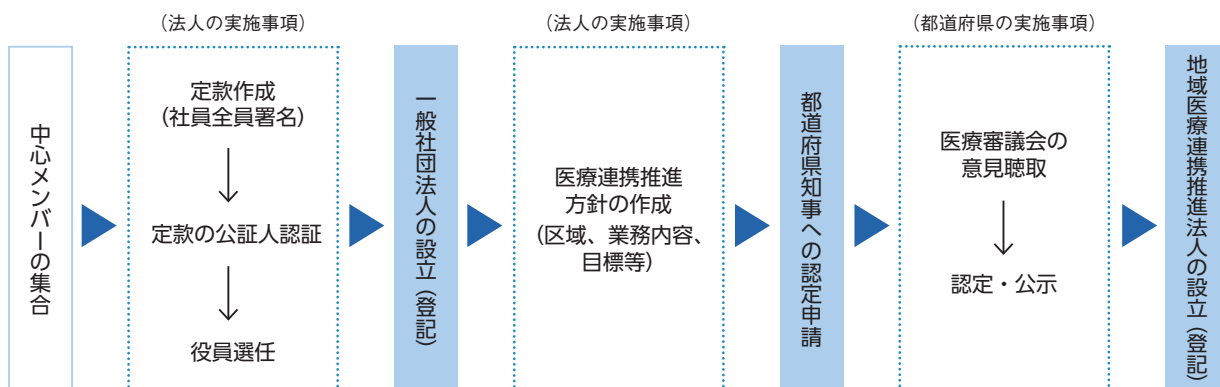 中心メンバーの集合
(法人の実施事項)
定款作成
(社員全員署名)
定款の公証人認証
役員選任
一般社団法人の設立(登記)
(法人の実施事項)
医療連携推進
方針の作成
(区域、業務内容、
目標等)
都道府県知事への認定申請
(都道府県の実施事項)
医療審議会の
意見聴取
認定・公示
地域医療連携推進法人の設立(登記)